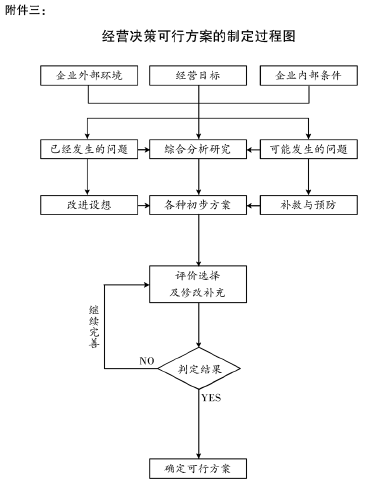 附件三：
经营决策可行方案的制定过程图
企业外部环境
经营目标
企业内部条件
已经发生的问题
综合分析研究
可能发生的问题
改进设想
各种初步方案
补救与预防
评价选择
及修改补充
继续完善
NO
判定结果
YES
确定可行方案